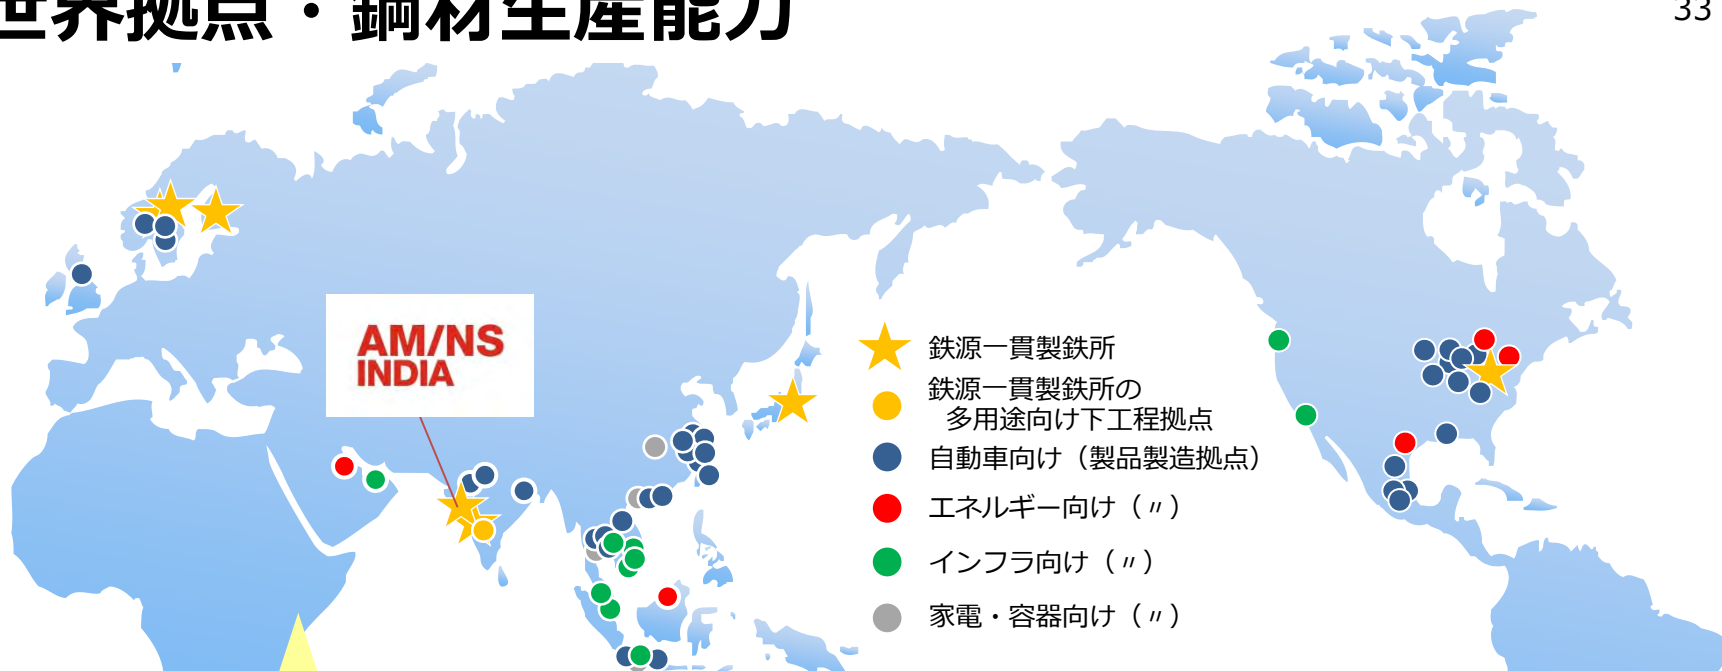 世界拠点・鋼材生産能力
33
AM/NS
INDIA
鉄源一貫製鉄所
鉄源一貫製鉄所の
多用途向け下工程拠点
自動車向け（製品製造拠点）
エネルギー向け（〃）
インフラ向け（〃）
家電・容器向け（〃）